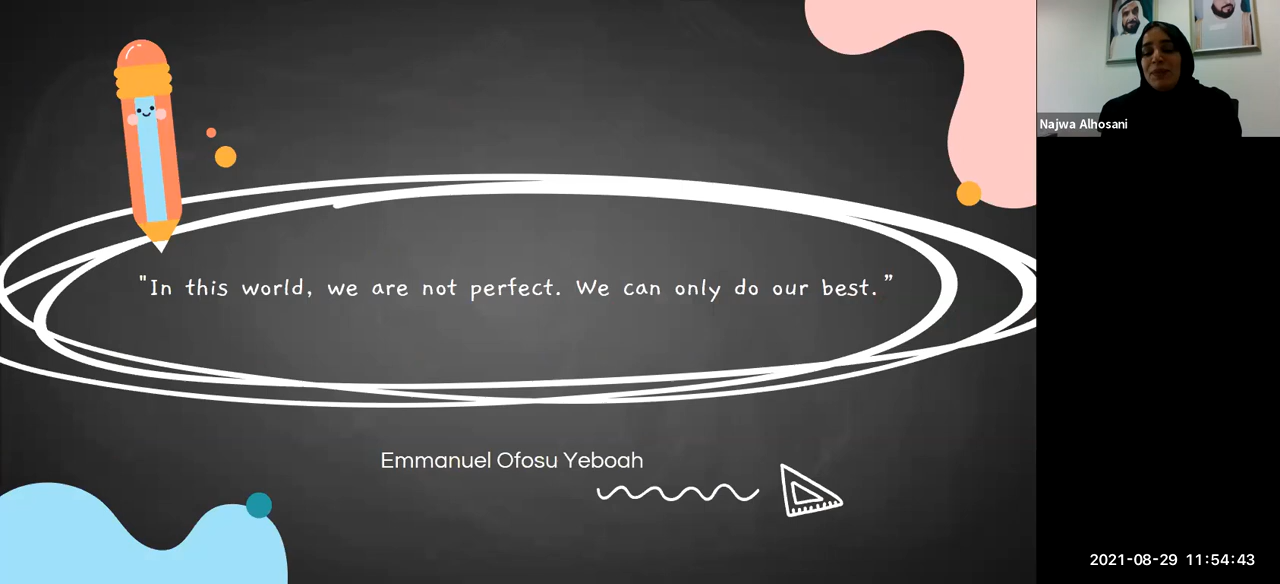 "In this world, we are not perfect. We can only do our best.”
Emmanuel Ofosu Yeboah
Najwa Alhosani
2021-08-29 11:54:43